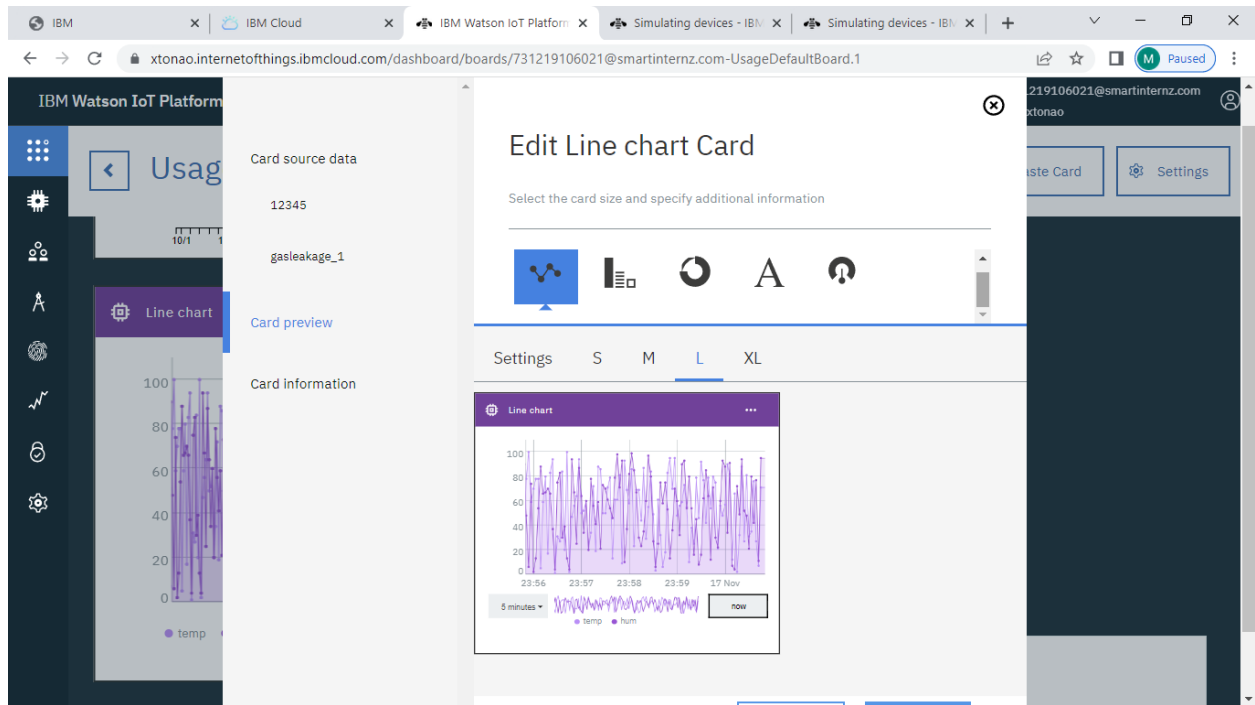 IBM
IBM Cloud
IBM Watson IoT Platform
Simulating devices - IBM
Simulating devices - IBM
xtonao.internetofthings.ibmcloud.com/dashboard/boards/731219106021@smartinternz.com-UsageDefaultBoard.1
M Paused
IBM Watson IoT Platform
219106021@smartinternz.com
xtonao
Usag
aste Card
Settings
10/1 1
Line chart
100
80
60
40
20
0
temp
Card source data
12345
gasleakage_1
Card preview
Card information
Edit Line chart Card
Select the card size and specify additional information
A
Settings S M L XL
Line chart
100
80
60
40
20
0
23:56 23:57 23:58 23:59 17 Nov
5 minutes
now
temp hum